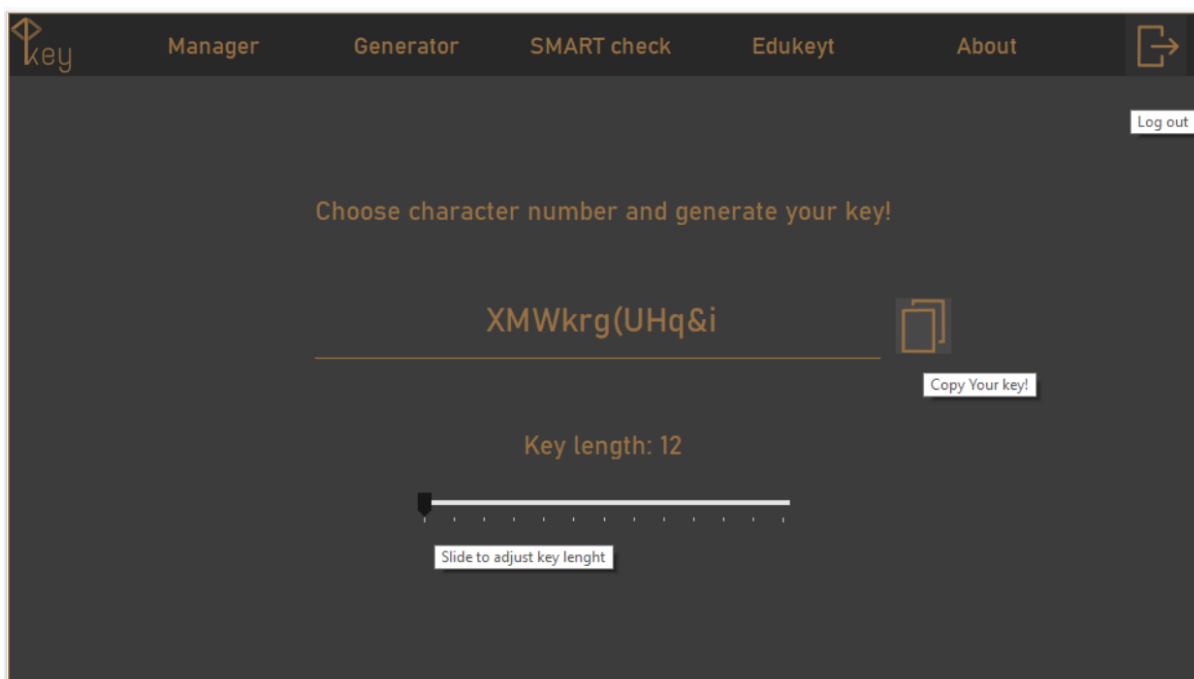 key Manager Generator SMART check Edukeyt About
Log out
Choose character number and generate your key!
XMWkrg(UHq&i
Copy Your key!
Key length: 12
Slide to adjust key lenght